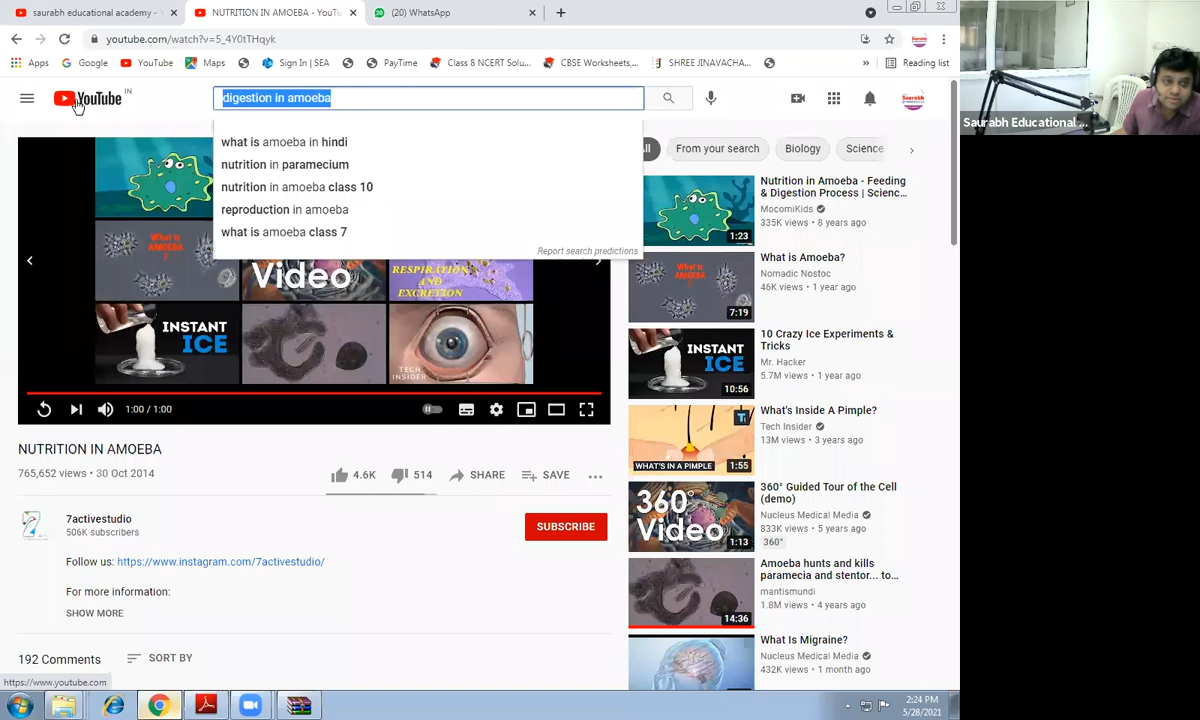 saurabh educational academy -
NUTRITION IN AMOEBA - YouTu
(20) WhatsApp
youtube.com/watch?v=5_4Y0tTHqyk
Apps
Google
YouTube
Maps
Sign In | SEA
PayTime
Class 8 NCERT Solu...
CBSE Worksheets,...
SHREE JINAVACHA...
Reading list
YouTube IN
digestion in amoeba
what is amoeba in hindi
nutrition in paramecium
nutrition in amoeba class 10
reproduction in amoeba
what is amoeba class 7
Report search predictions
From your search
Biology
Science
What is
AMOEBA
?
Video
RESPIRATION
AND
EXCRETION
INSTANT
ICE
TECH
INSIDER
1:00 / 1:00
NUTRITION IN AMOEBA
765,652 views • 30 Oct 2014
4.6K
514
SHARE
SAVE
7activestudio
506K subscribers
SUBSCRIBE
Follow us: https://www.instagram.com/7activestudio/
For more information:
SHOW MORE
192 Comments
SORT BY
https://www.youtube.com
Nutrition in Amoeba - Feeding
& Digestion Process | Scienc...
MocomiKids
335K views • 8 years ago
1:23
What is Amoeba?
Nomadic Nostoc
46K views • 1 year ago
What is
AMOEBA
?
7:19
10 Crazy Ice Experiments &
Tricks
Mr. Hacker
5.7M views • 1 year ago
INSTANT
ICE
10:56
What's Inside A Pimple?
Tech Insider
13M views • 3 years ago
WHAT'S IN A PIMPLE
1:55
360° Guided Tour of the Cell
(demo)
Nucleus Medical Media
833K views • 5 years ago
360°
360°
Video
1:13
Amoeba hunts and kills
paramecia and stentor... to...
mantismundi
1.8M views • 4 years ago
14:36
What Is Migraine?
Nucleus Medical Media
432K views • 1 month ago
2:24 PM
5/28/2021
Saurabh Educational ...